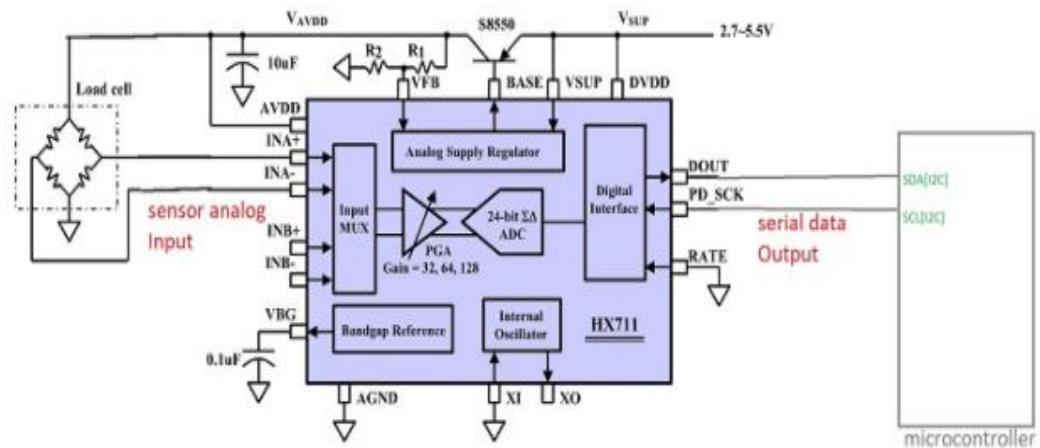 VAVDD
S8550
VSUP
2.7~5.5V
R2
R1
10uF
VFB
BASE
VSUP
DVDD
Load cell
AVDD
INA+
INA-
Analog Supply Regulator
DOUT
SDA[I2C]
PD_SCK
SCL[I2C]
sensor analog
Input
Input
MUX
24-bit ΣΔ
ADC
Digital
Interface
serial data
Output
INB+
INB-
PGA
Gain = 32, 64, 128
RATE
VBG
Bandgap Reference
Internal
Oscillator
HX711
0.1uF
AGND
XI
XO
microcontroller